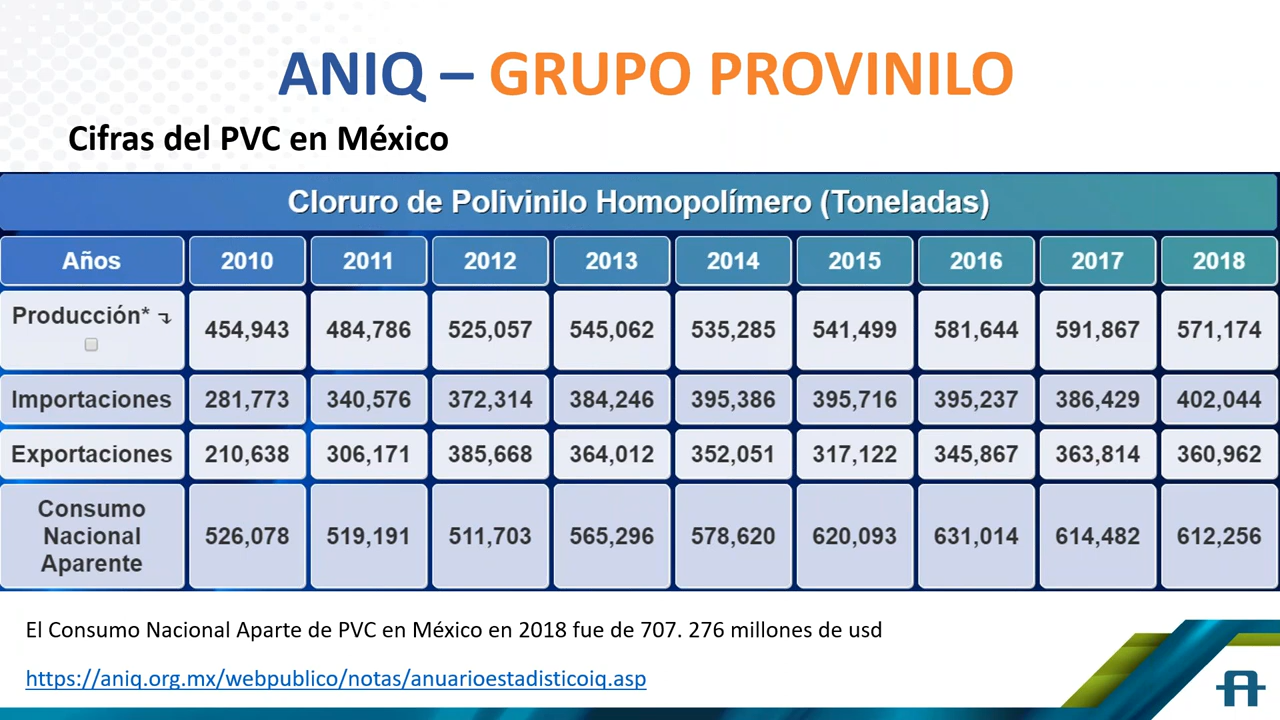 ANIQ – GRUPO PROVINILO
Cifras del PVC en México
Cloruro de Polivinilo Homopolímero (Toneladas)
Años 2010 2011 2012 2013 2014 2015 2016 2017 2018
Producción* 454,943 484,786 525,057 545,062 535,285 541,499 581,644 591,867 571,174
Importaciones 281,773 340,576 372,314 384,246 395,386 395,716 395,237 386,429 402,044
Exportaciones 210,638 306,171 385,668 364,012 352,051 317,122 345,867 363,814 360,962
Consumo
Nacional 526,078 519,191 511,703 565,296 578,620 620,093 631,014 614,482 612,256
Aparente
El Consumo Nacional Aparte de PVC en México en 2018 fue de 707. 276 millones de usd
https://aniq.org.mx/webpublico/notas/anuarioestadisticoiq.asp